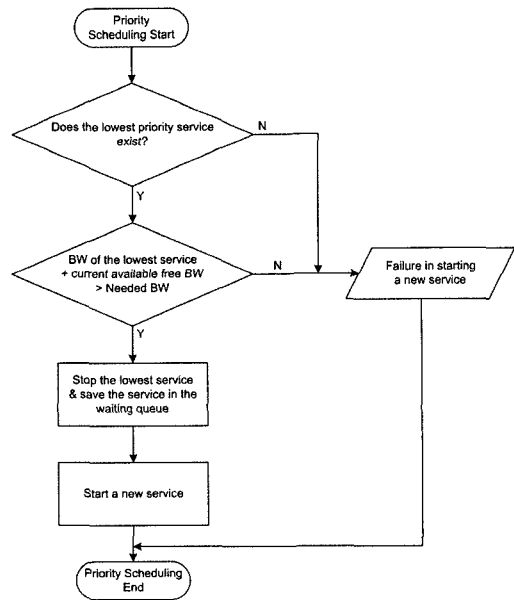 Priority
Scheduling Start
Does the lowest priority service
exist?
N
Y
BW of the lowest service
+ current available free BW
> Needed BW
N
Failure in starting
a new service
Y
Stop the lowest service
& save the service in the
waiting queue
Start a new service
Priority Scheduling
End